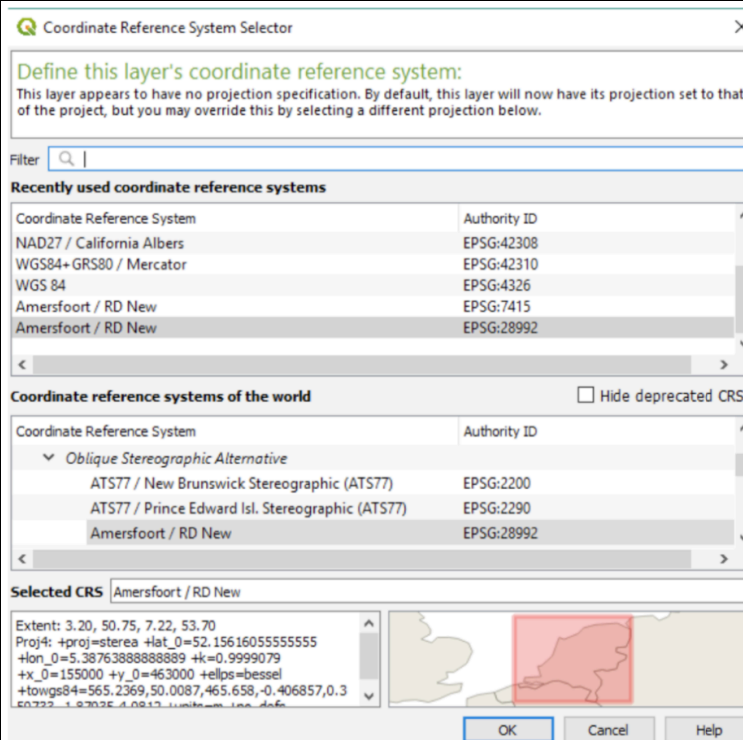 Coordinate Reference System Selector
Define this layer's coordinate reference system:
This layer appears to have no projection specification. By default, this layer will now have its projection set to that
of the project, but you may override this by selecting a different projection below.
Filter
Recently used coordinate reference systems
Coordinate Reference System Authority ID
NAD27 / California Albers EPSG:42308
WGS84+GRS80 / Mercator EPSG:42310
WGS 84 EPSG:4326
Amersfoort / RD New EPSG:7415
Amersfoort / RD New EPSG:28992
Coordinate reference systems of the world Hide deprecated CRS
Coordinate Reference System Authority ID
Oblique Stereographic Alternative
ATS77 / New Brunswick Stereographic (ATS77) EPSG:2200
ATS77 / Prince Edward Isl. Stereographic (ATS77) EPSG:2290
Amersfoort / RD New EPSG:28992
Selected CRS Amersfoort / RD New
Extent: 3.20, 50.75, 7.22, 53.70
Proj4: +proj=sterea +lat_0=52.15616055555555
+lon_0=5.38763888888889 +k=0.9999079
+x_0=155000 +y_0=463000 +ellps=bessel
+towgs84=565.2369,50.0087,465.658,-0.406857,0.3
OK Cancel Help